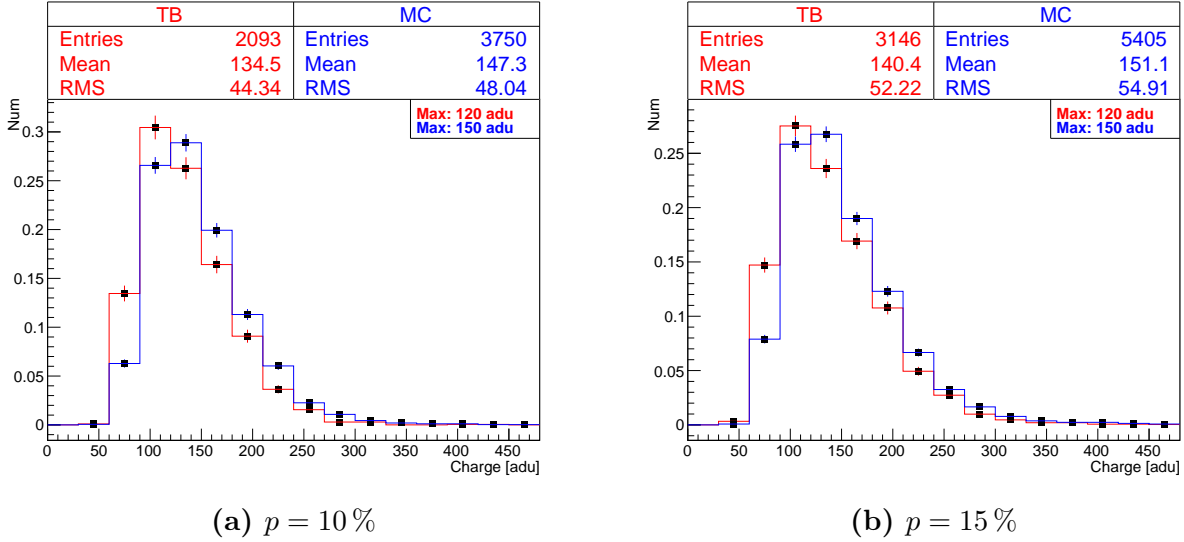 TB MC
Entries 2093 Entries 3750
Mean 134.5 Mean 147.3
RMS 44.34 RMS 48.04
Num
Max: 120 adu
Max: 150 adu
0.3
0.25
0.2
0.15
0.1
0.05
0
0 50 100 150 200 250 300 350 400 450
Charge [adu]
(a) p = 10 %
TB MC
Entries 3146 Entries 5405
Mean 140.4 Mean 151.1
RMS 52.22 RMS 54.91
Num
Max: 120 adu
Max: 150 adu
0.25
0.2
0.15
0.1
0.05
0
0 50 100 150 200 250 300 350 400 450
Charge [adu]
(b) p = 15 %